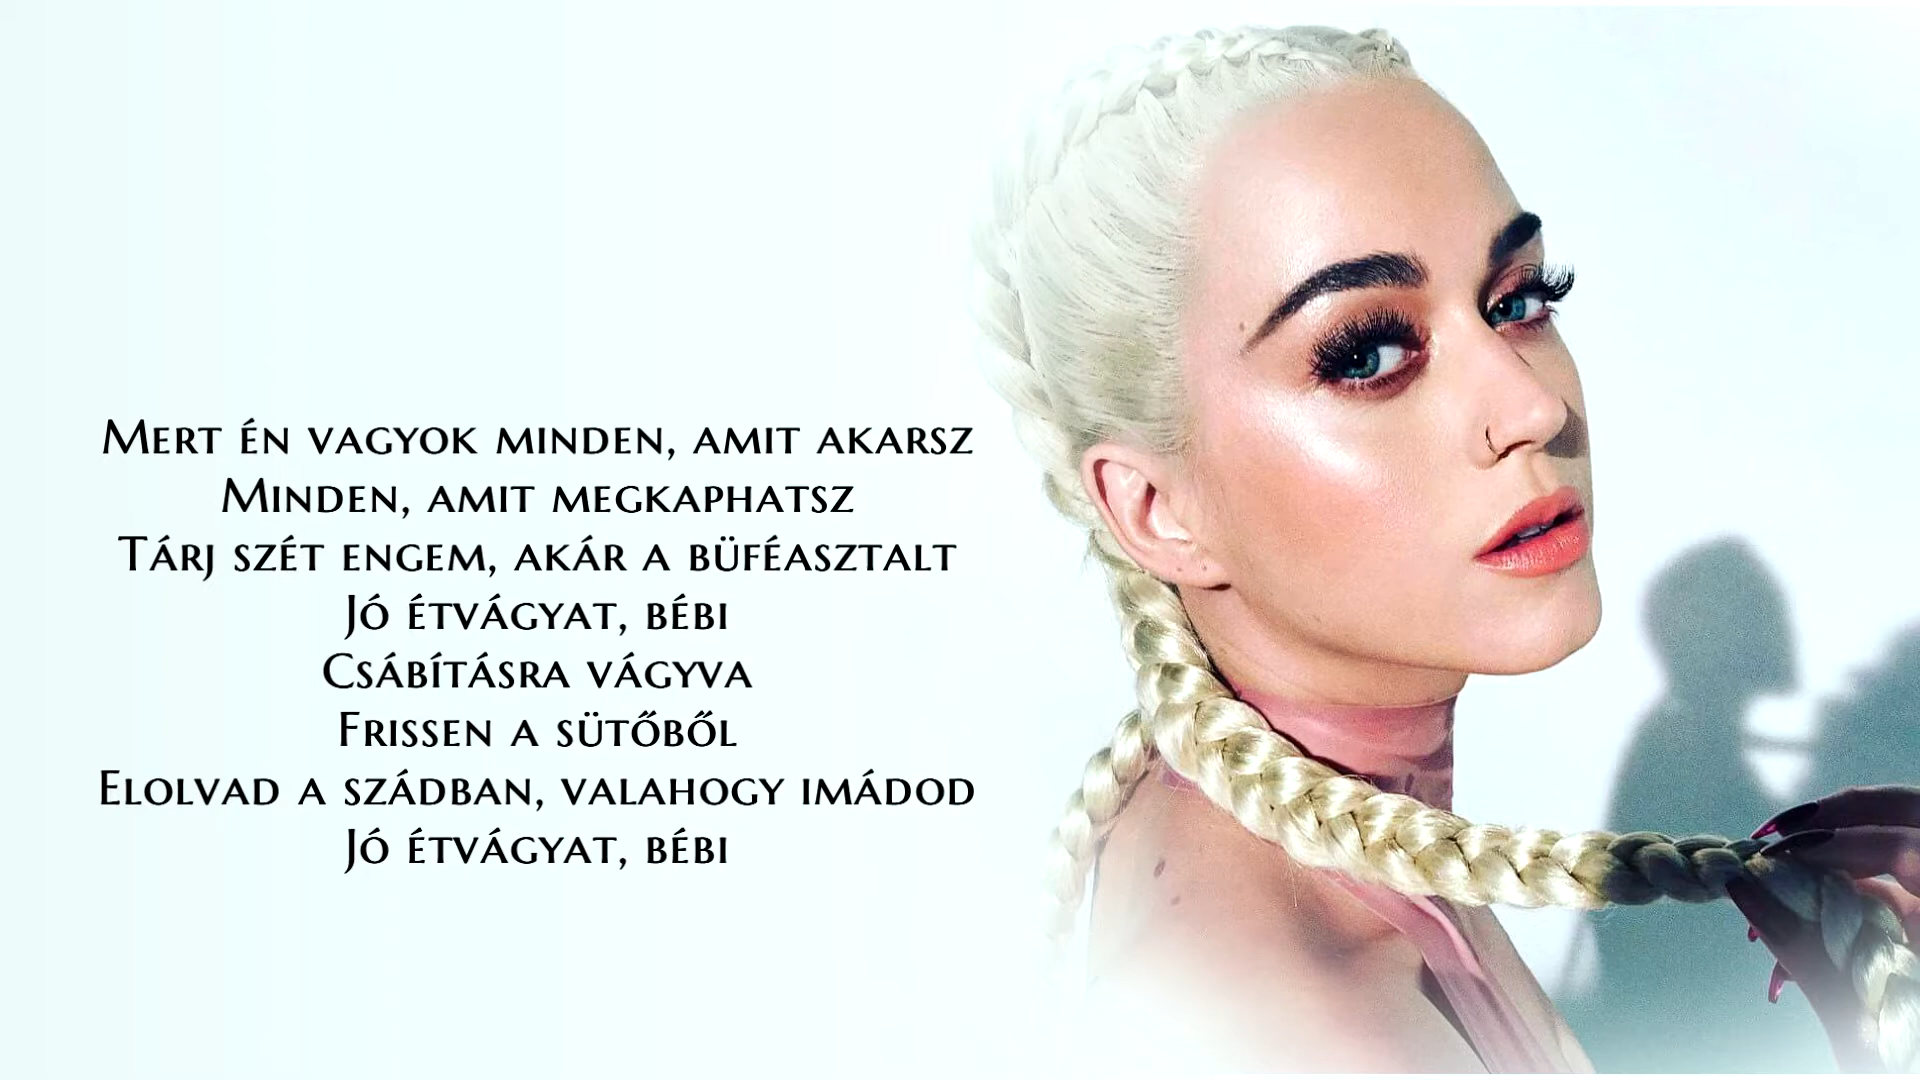 Mert én vagyok minden, amit akarsz
Minden, amit megkaphatsz
Tárj szét engem, akár a büféasztalt
Jó étvágyat, bébi
Csábításra vágyva
Frissen a sütőből
Elolvad a szádban, valahogy imádod
Jó étvágyat, bébi